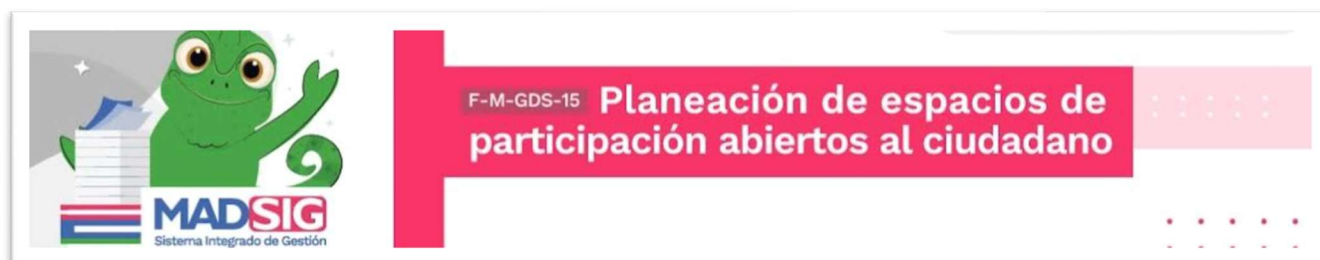 F-M-GDS-15 Planeación de espacios de
participación abiertos al ciudadano
MADSIG
Sistema Integrado de Gestión